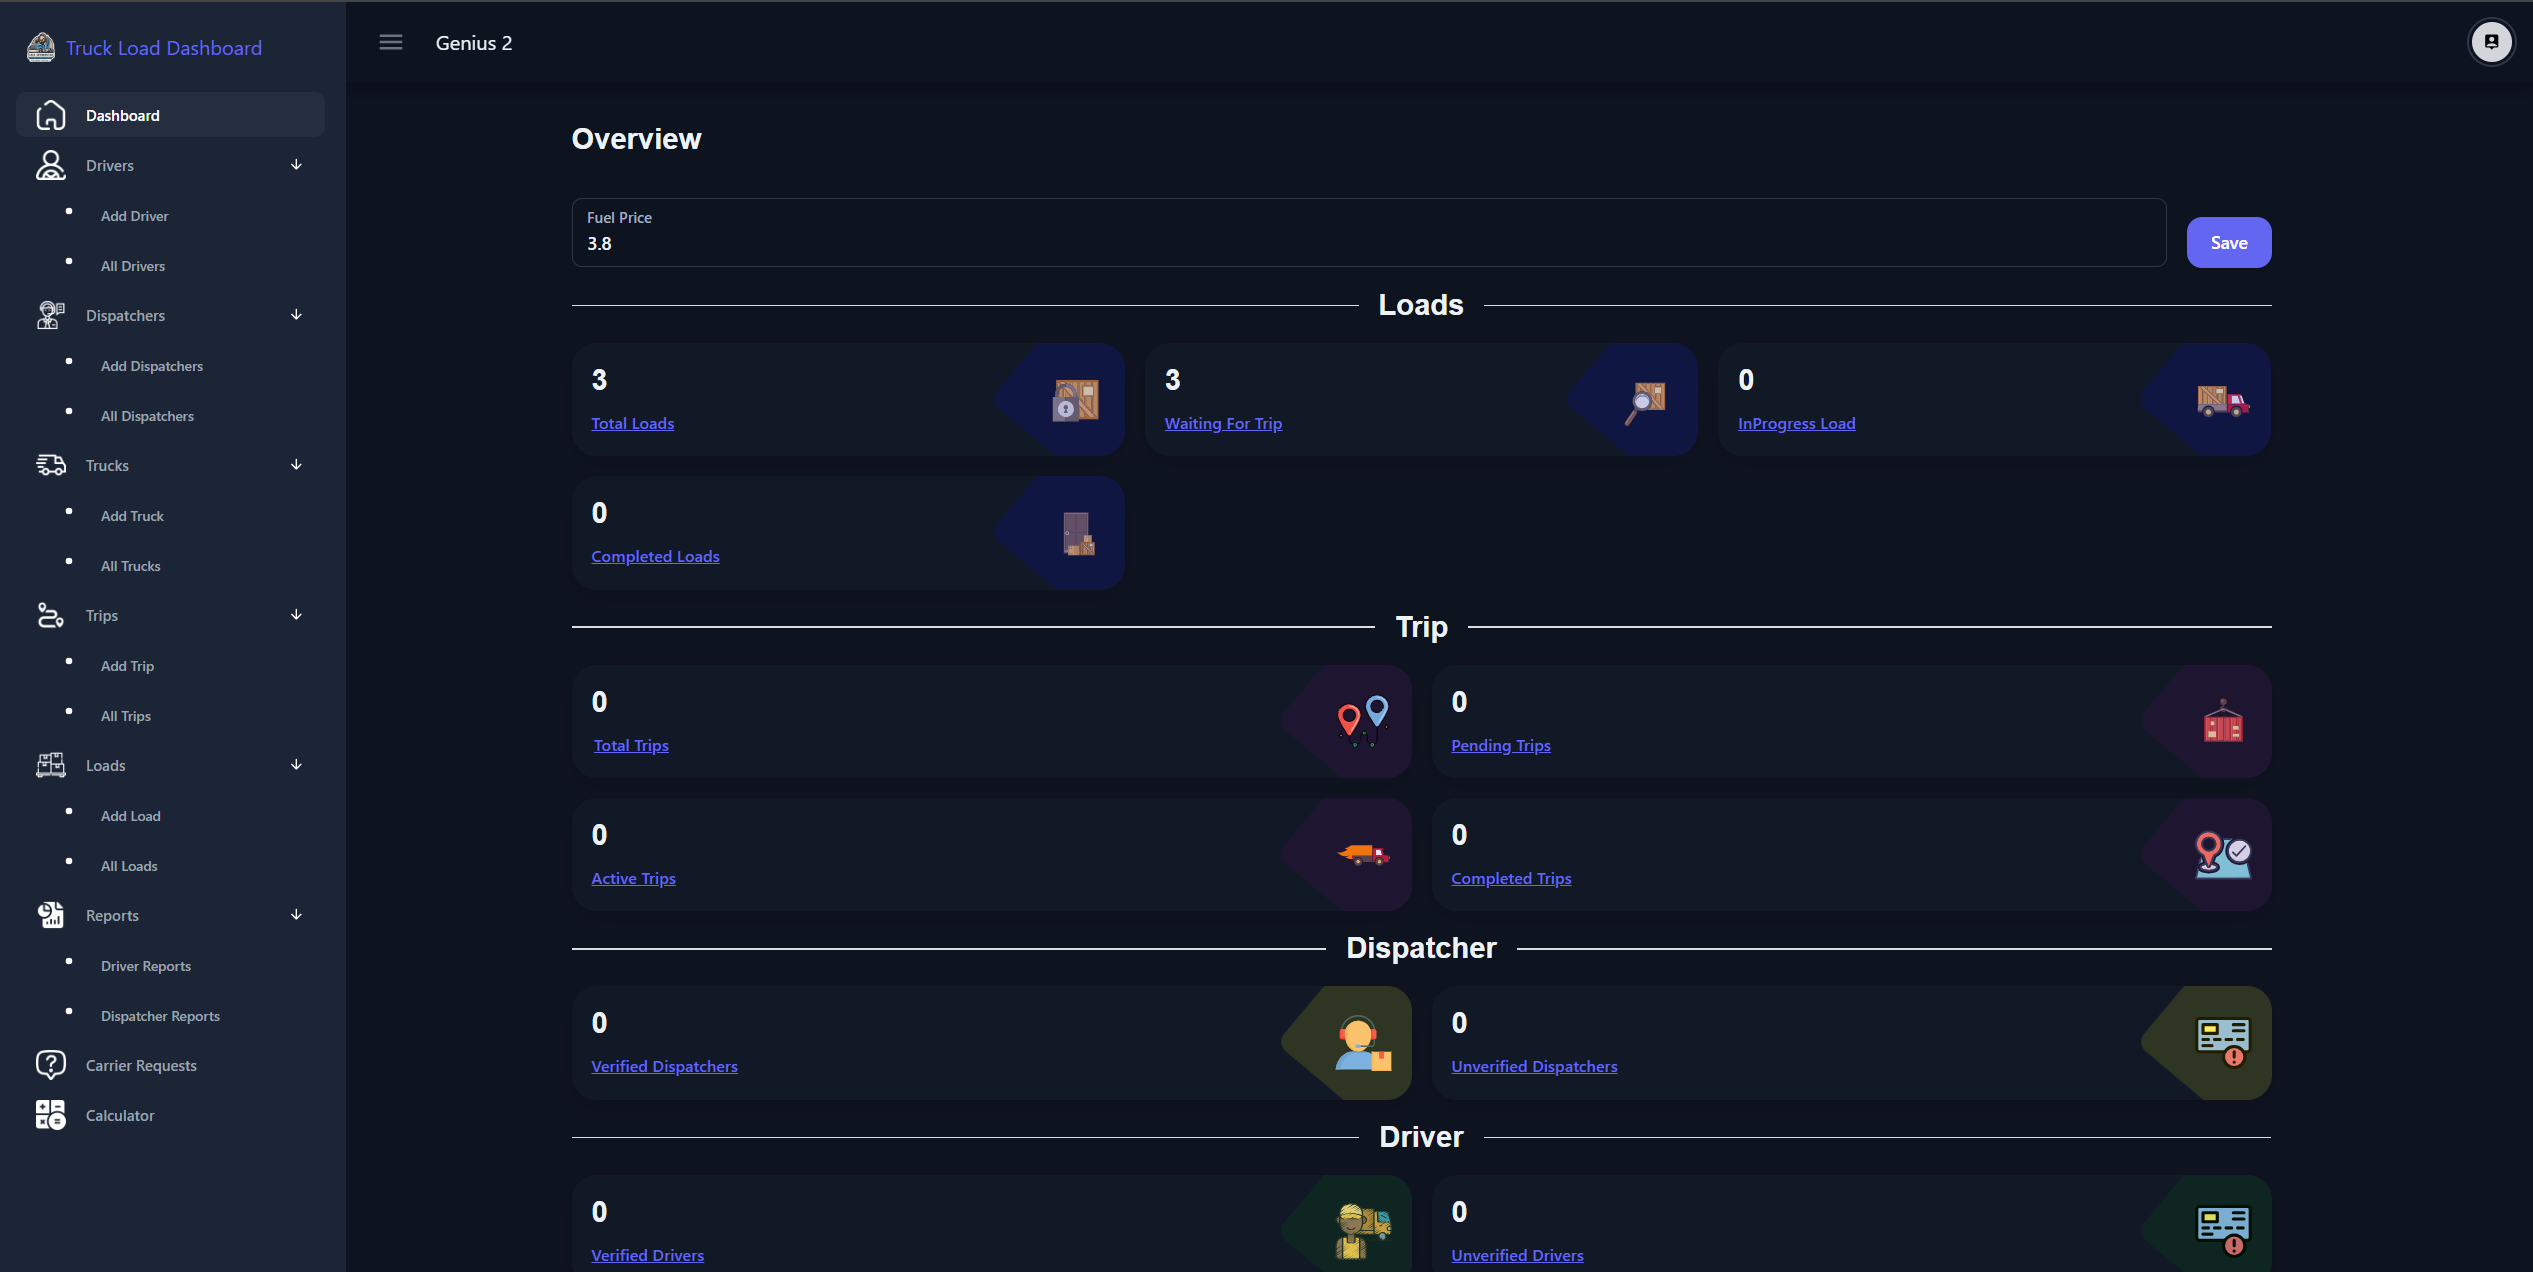 Truck Load Dashboard
Dashboard
Drivers
Add Driver
All Drivers
Dispatchers
Add Dispatchers
All Dispatchers
Trucks
Add Truck
All Trucks
Trips
Add Trip
All Trips
Loads
Add Load
All Loads
Reports
Driver Reports
Dispatcher Reports
Carrier Requests
Calculator
Genius 2
Overview
Fuel Price
3.8
Save
Loads
3
Total Loads
3
Waiting For Trip
0
InProgress Load
0
Completed Loads
Trip
0
Total Trips
0
Pending Trips
0
Active Trips
0
Completed Trips
Dispatcher
0
Verified Dispatchers
0
Unverified Dispatchers
Driver
0
Verified Drivers
0
Unverified Drivers